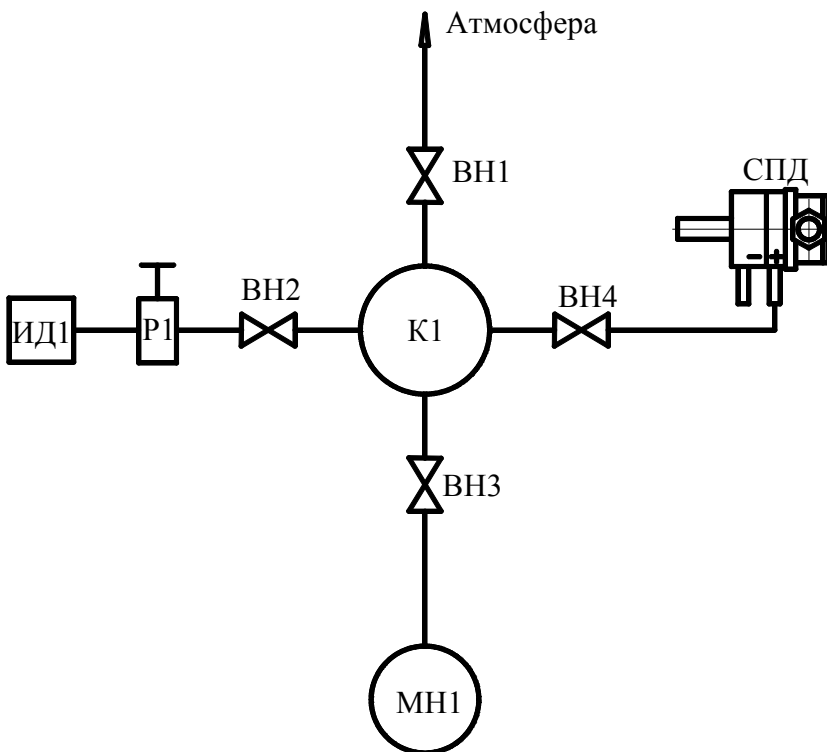 Атмосфера
ВН1
СПД
- +
ВН2
ВН4
ИД1
Р1
К1
ВН3
МН1